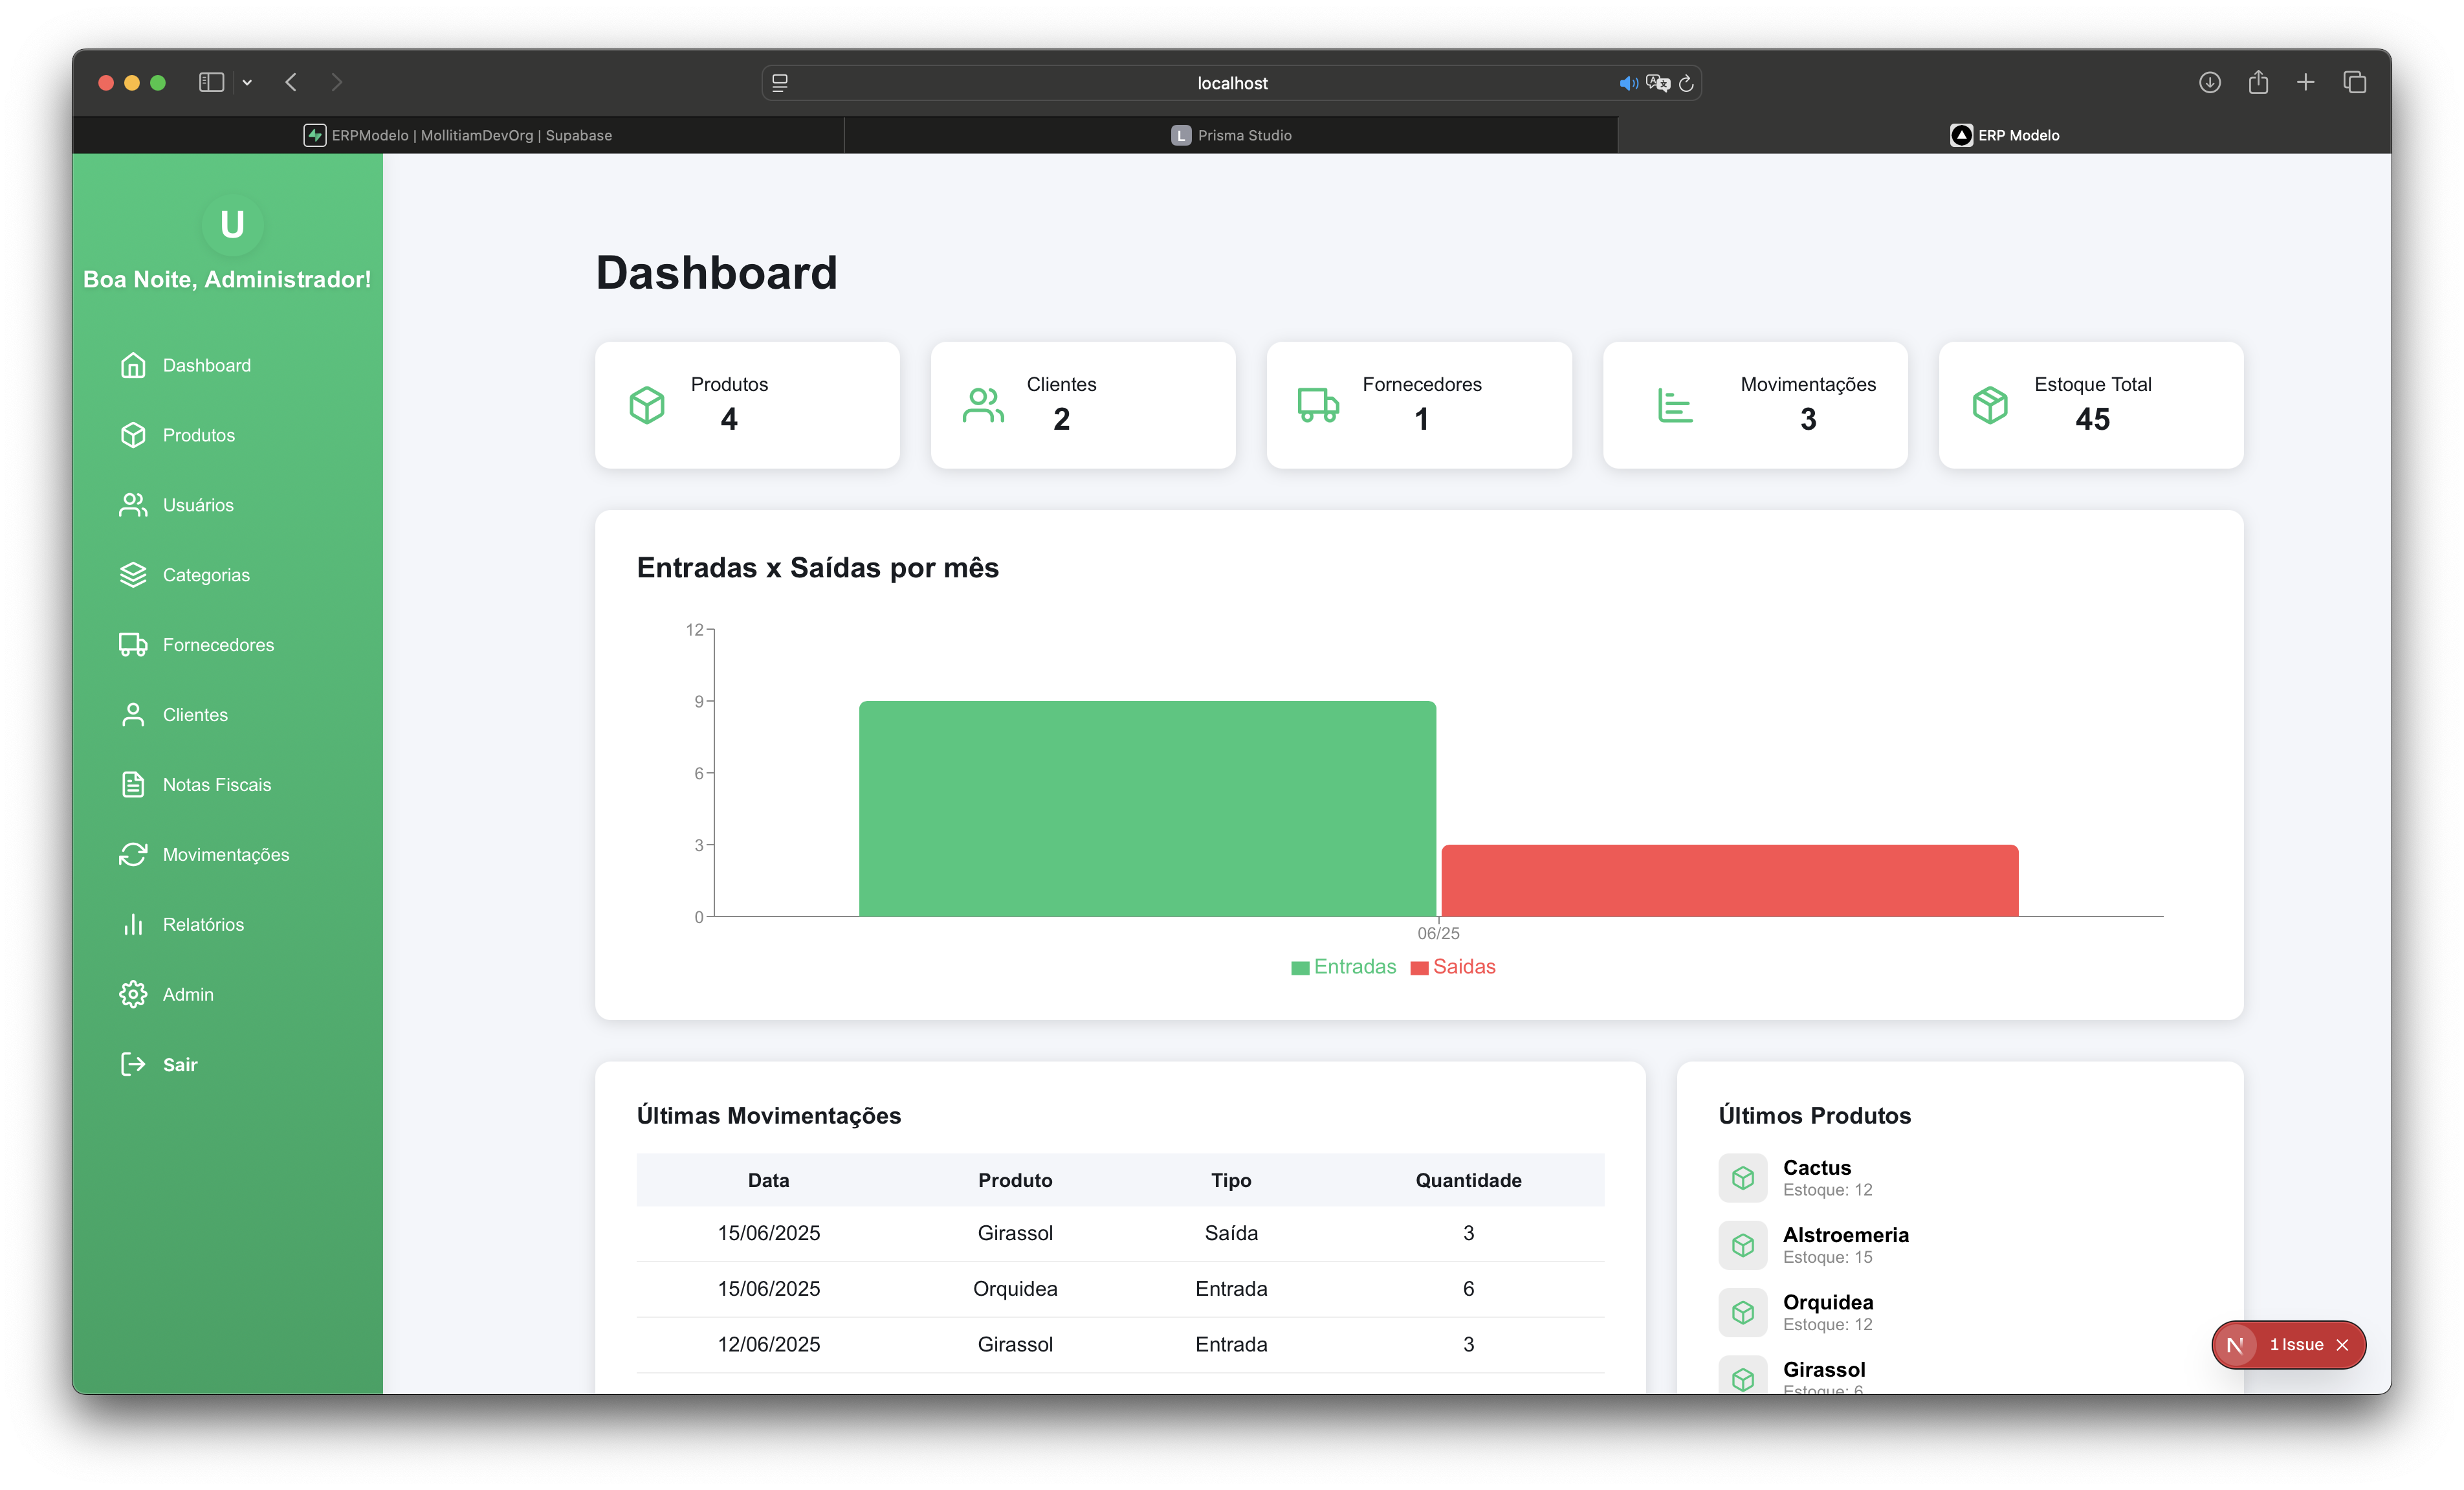 localhost
ERPModelo | MollitiamDevOrg | Supabase
L Prisma Studio
ERP Modelo
U
Boa Noite, Administrador!
Dashboard
Produtos
Usuários
Categorias
Fornecedores
Clientes
Notas Fiscais
Movimentações
Relatórios
Admin
Sair
Dashboard
Produtos
4
Clientes
2
Fornecedores
1
Movimentações
3
Estoque Total
45
Entradas x Saídas por mês
12
9
6
3
0
06/25
Entradas Saidas
Últimas Movimentações
Data Produto Tipo Quantidade
15/06/2025 Girassol Saída 3
15/06/2025 Orquidea Entrada 6
12/06/2025 Girassol Entrada 3
Últimos Produtos
Cactus
Estoque: 12
Alstroemeria
Estoque: 15
Orquidea
Estoque: 12
Girassol
Estoque: 6
N 1 Issue